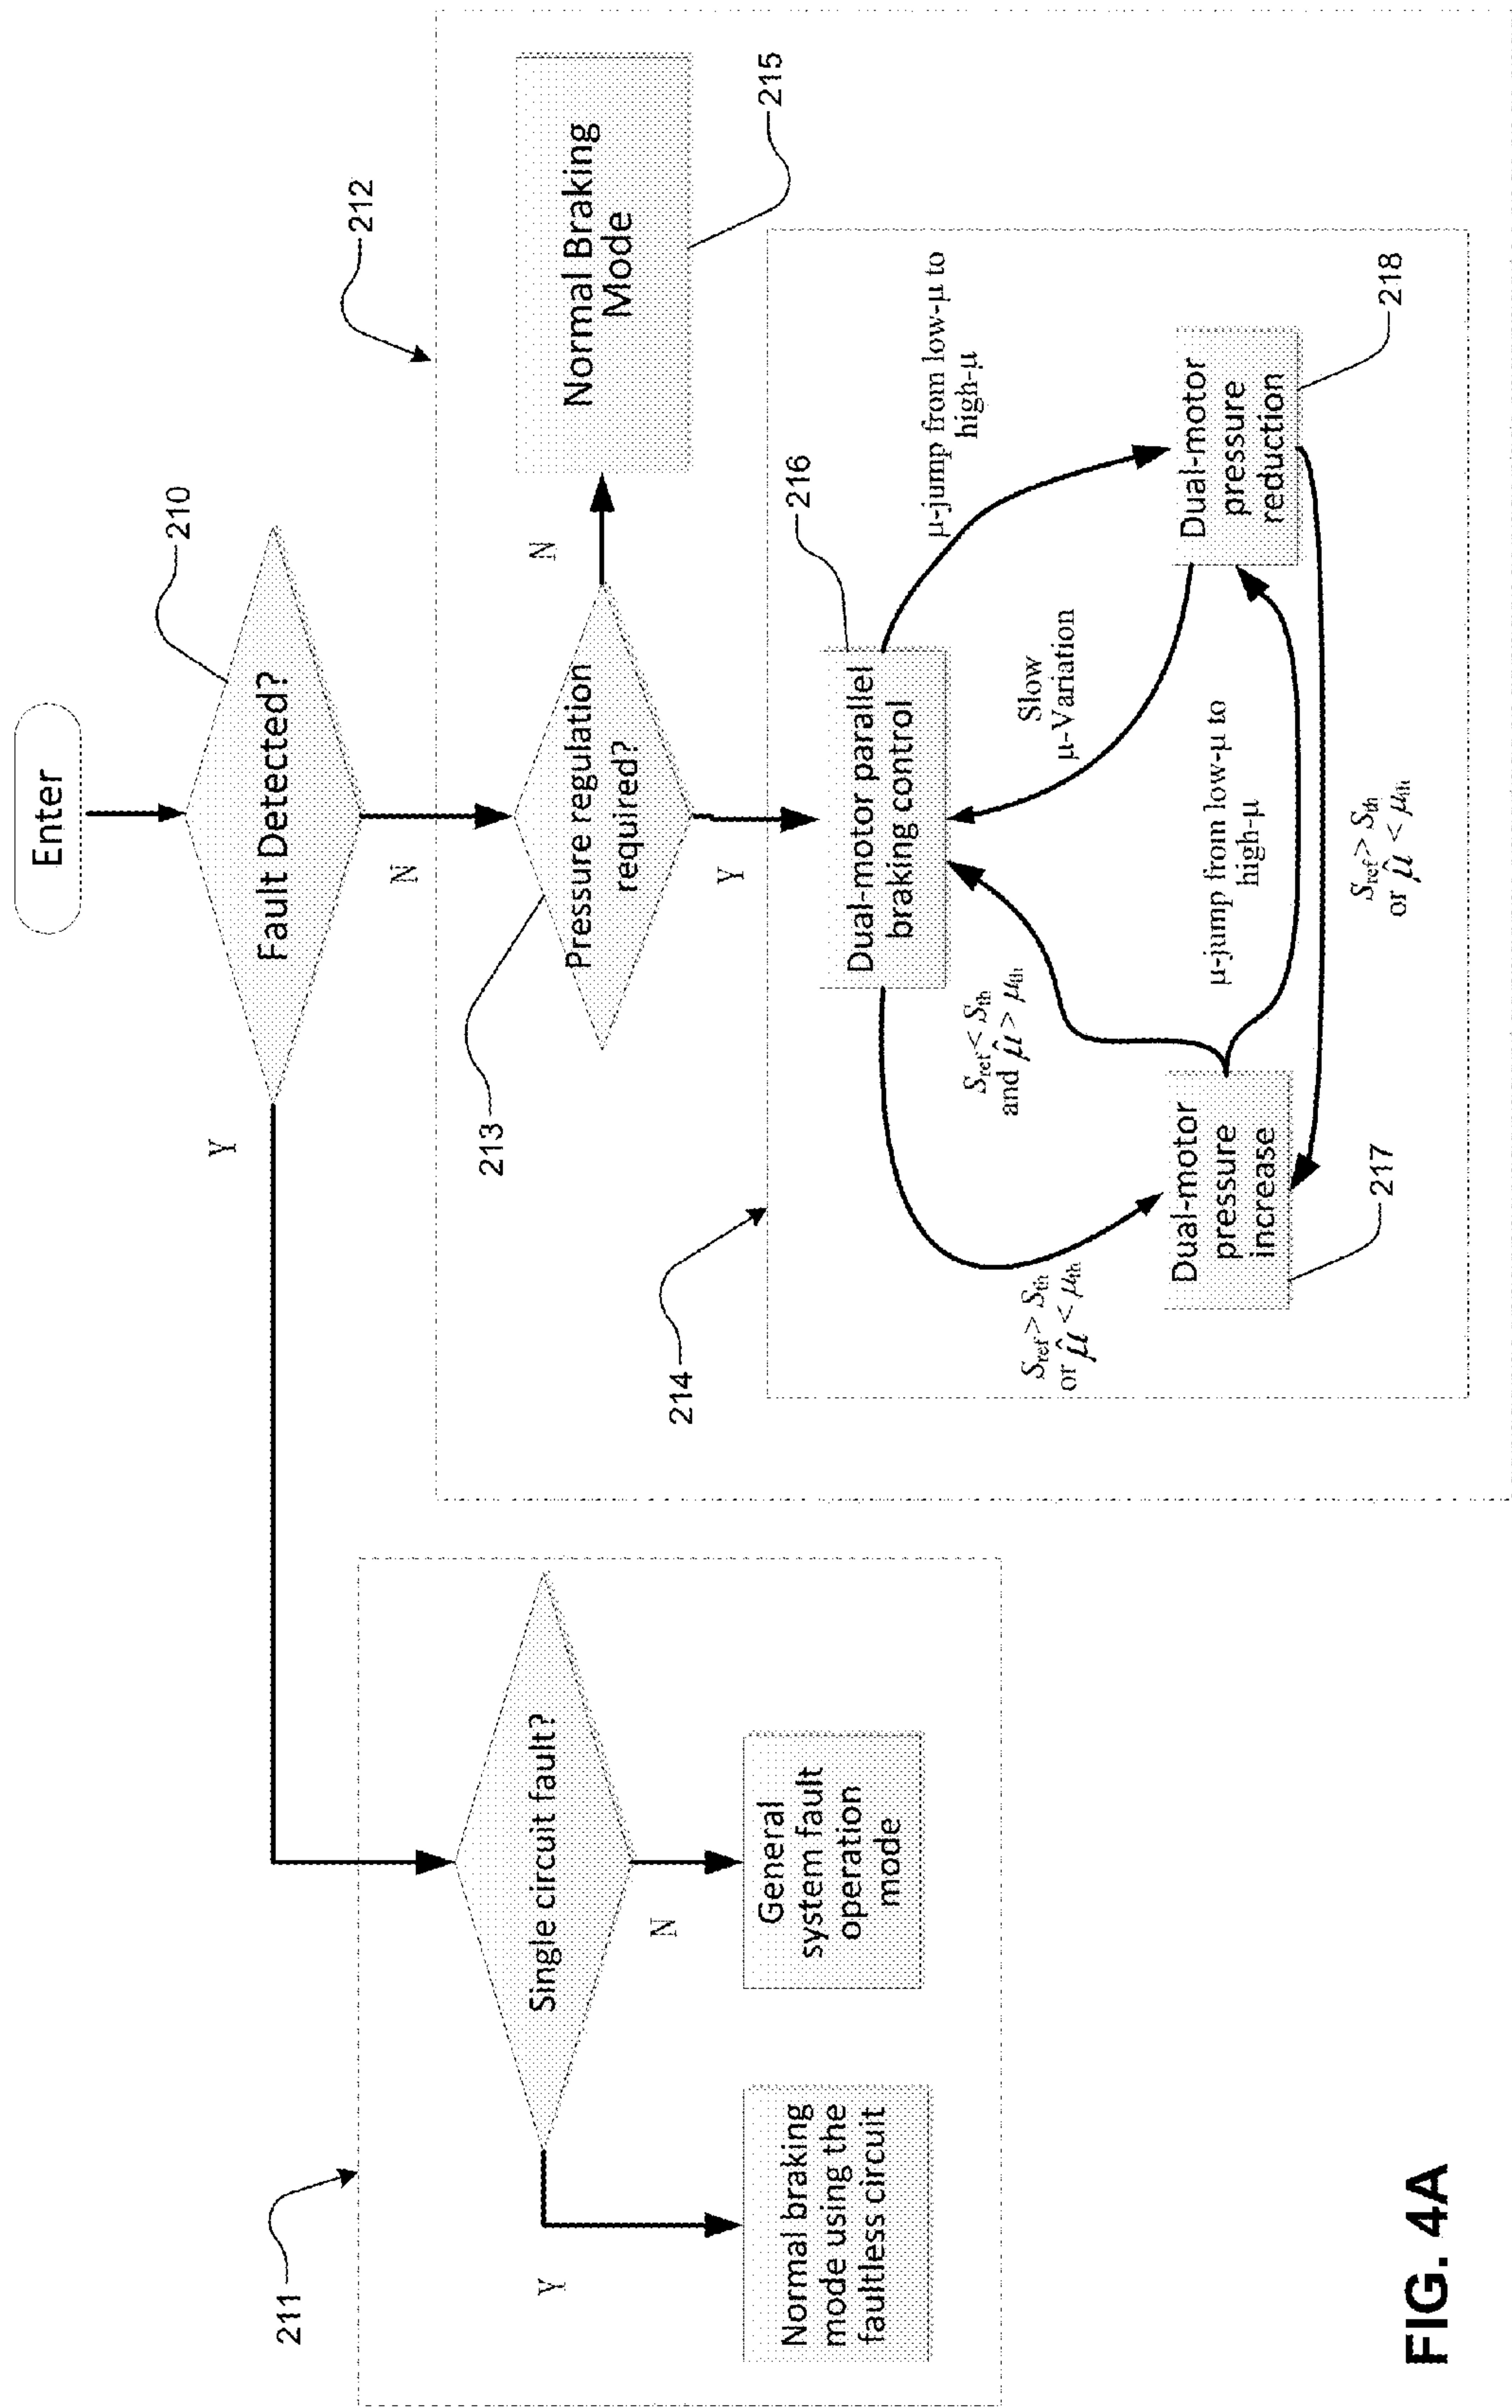 Enter
210
Fault Detected?
Y
N
212
213
Pressure regulation
required?
N
Normal Braking
Mode
215
Y
214
216
Dual-motor parallel
braking control
S_ref > S_th
or μ̂ < μ_th
S_ref < S_th
and μ̂ > μ_th
Slow
μ-Variation
μ-jump from low-μ to
high-μ
Dual-motor
pressure
increase
217
μ-jump from low-μ to
high-μ
Dual-motor
pressure
reduction
218
S_ref > S_th
or μ̂ < μ_th
211
Single circuit fault?
Y
N
Normal braking
mode using the
faultless circuit
General
system fault
operation
mode
FIG. 4A